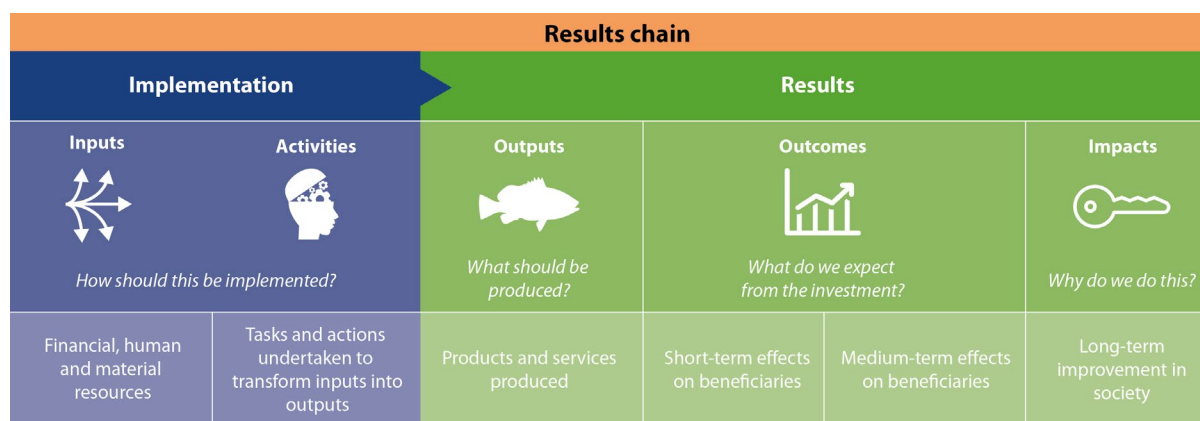 Results chain
Implementation
Results
Inputs
Activities
Outputs
Outcomes
Impacts
How should this be implemented?
What should be
produced?
What do we expect
from the investment?
Why do we do this?
Financial, human
and material
resources
Tasks and actions
undertaken to
transform inputs into
outputs
Products and services
produced
Short-term effects
on beneficiaries
Medium-term effects
on beneficiaries
Long-term
improvement in
society